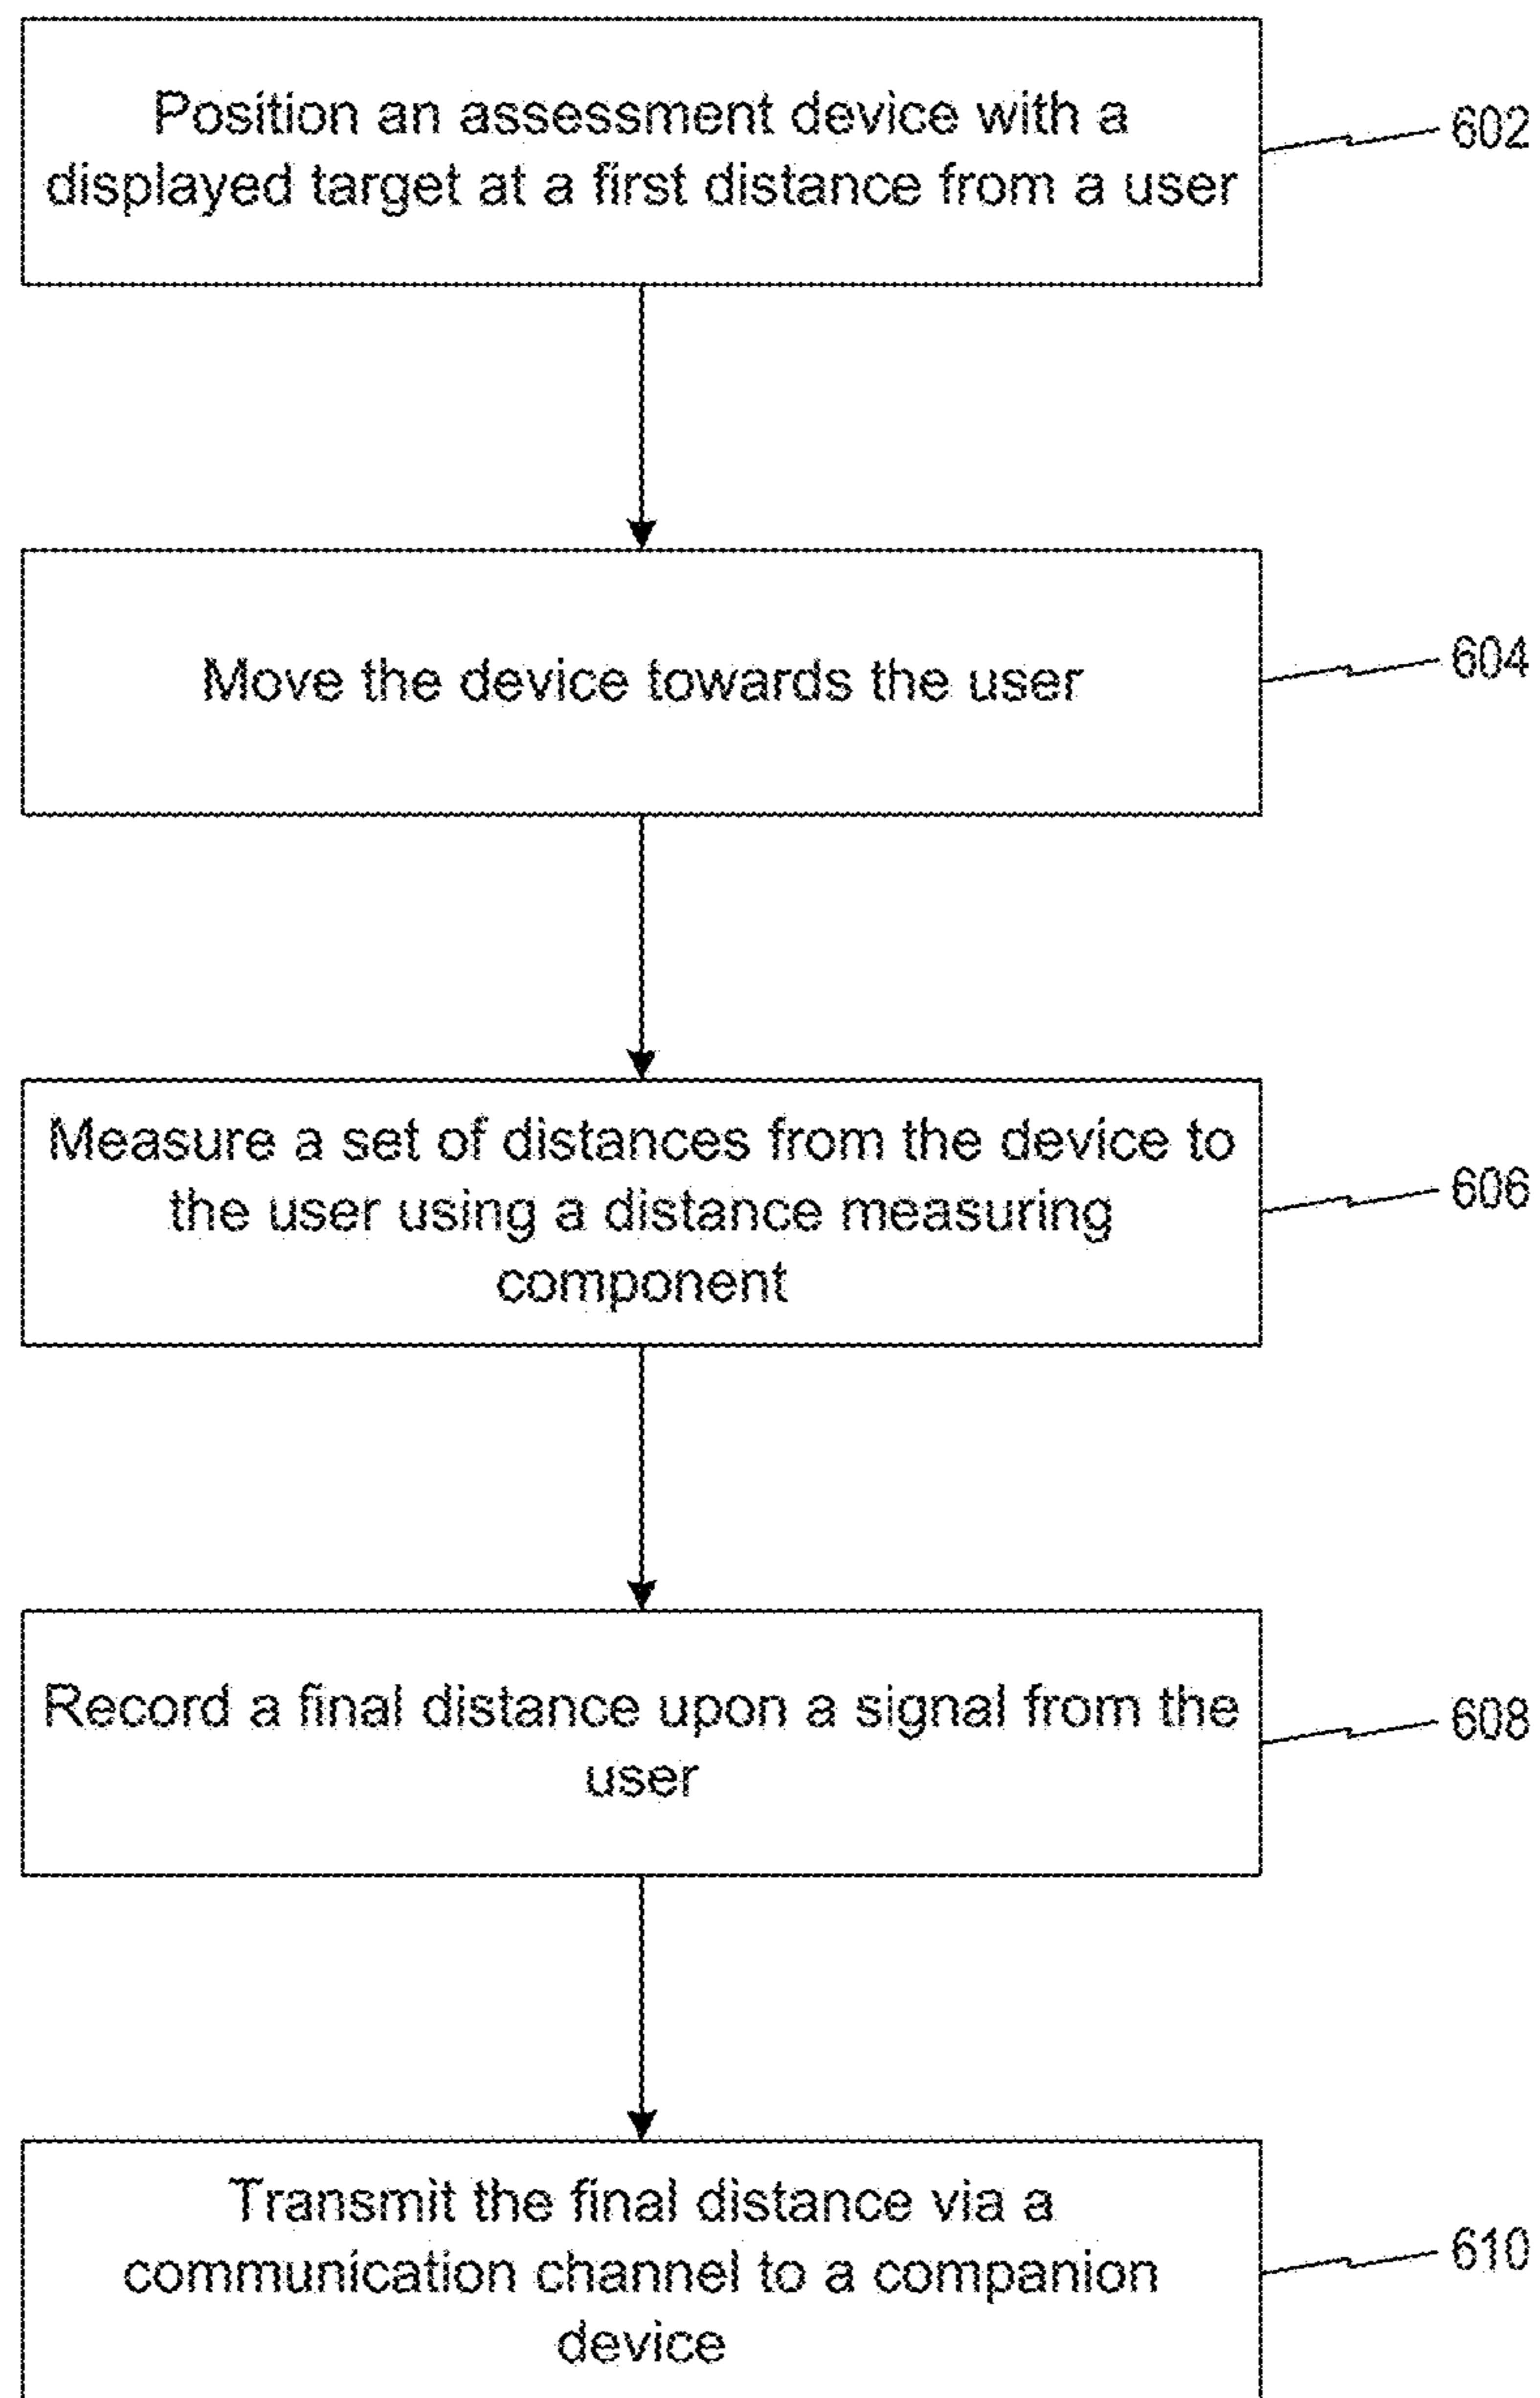 Position an assessment device with a
displayed target at a first distance from a user
602
Move the device towards the user
604
Measure a set of distances from the device to
the user using a distance measuring
component
606
Record a final distance upon a signal from the
user
608
Transmit the final distance via a
communication channel to a companion
device
610